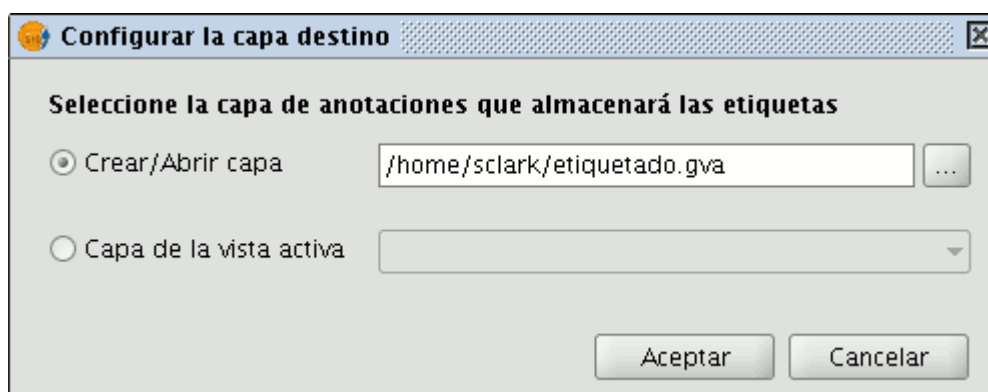 Configurar la capa destino
Seleccione la capa de anotaciones que almacenará las etiquetas
Crear/Abrir capa
/home/sclark/etiquetado.gva
...
Capa de la vista activa
Aceptar
Cancelar